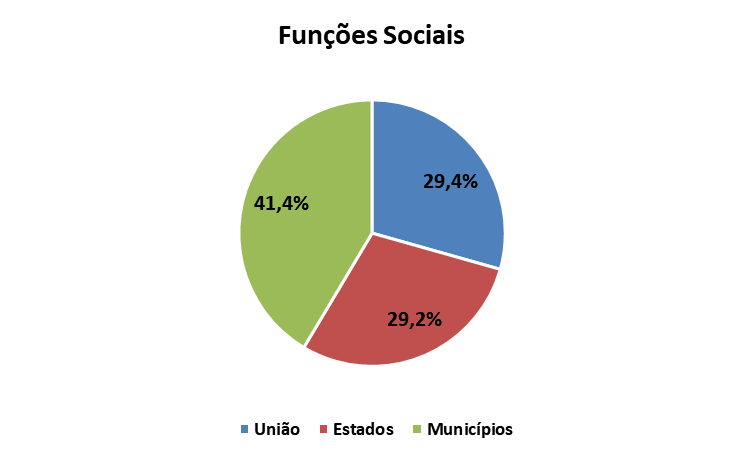 Funções Sociais
29,4%
41,4%
29,2%
União Estados Municípios